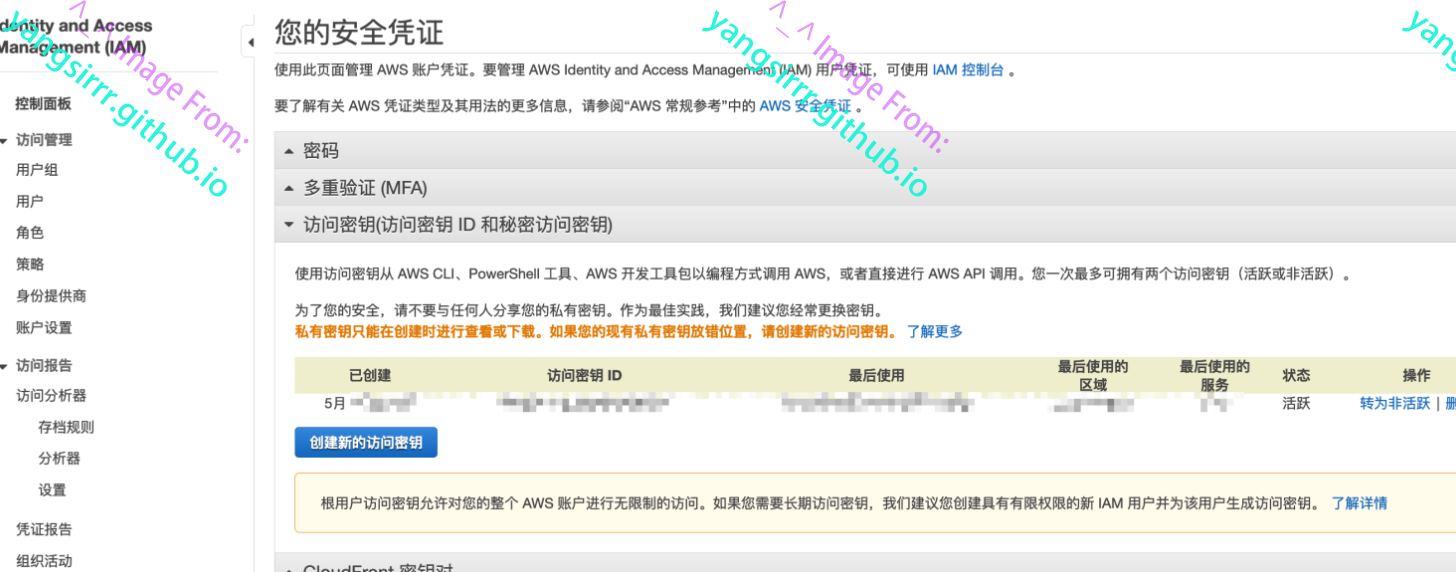 Identity and Access
Management (IAM)
控制面板
访问管理
用户组
用户
角色
策略
身份提供商
账户设置
访问报告
访问分析器
存档规则
分析器
设置
凭证报告
组织活动
您的安全凭证
使用此页面管理 AWS 账户凭证。要管理 AWS Identity and Access Management (IAM) 用户凭证，可使用 IAM 控制台 。
要了解有关 AWS 凭证类型及其用法的更多信息，请参阅“AWS 常规参考”中的 AWS 安全凭证 。
密码
多重验证 (MFA)
访问密钥(访问密钥 ID 和秘密访问密钥)
使用访问密钥从 AWS CLI、PowerShell 工具、AWS 开发工具包以编程方式调用 AWS，或者直接进行 AWS API 调用。您一次最多可拥有两个访问密钥（活跃或非活跃）。
为了您的安全，请不要与任何人分享您的私有密钥。作为最佳实践，我们建议您经常更换密钥。
私有密钥只能在创建时进行查看或下载。如果您的现有私有密钥放错位置，请创建新的访问密钥。 了解更多
已创建 访问密钥 ID 最后使用 最后使用的区域 最后使用的服务 状态 操作
5月 活跃 转为非活跃 | 删
创建新的访问密钥
根用户访问密钥允许对您的整个 AWS 账户进行无限制的访问。如果您需要长期访问密钥，我们建议您创建具有有限权限的新 IAM 用户并为该用户生成访问密钥。 了解详情
CloudFront 密钥对
^_^ Image From:
yangsirrr.github.io
^_^ Image From:
yangsirrr.github.io
yangs